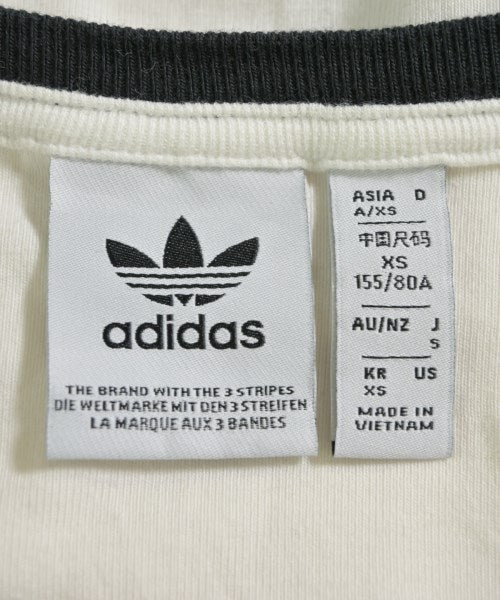 adidas
THE BRAND WITH THE 3 STRIPES
DIE WELTMARKE MIT DEN 3 STREIFEN
LA MARQUE AUX 3 BANDES
ASIA D
A/XS
中国尺码
XS
155/80A
AU/NZ J
S
KR US
XS
MADE IN
VIETNAM